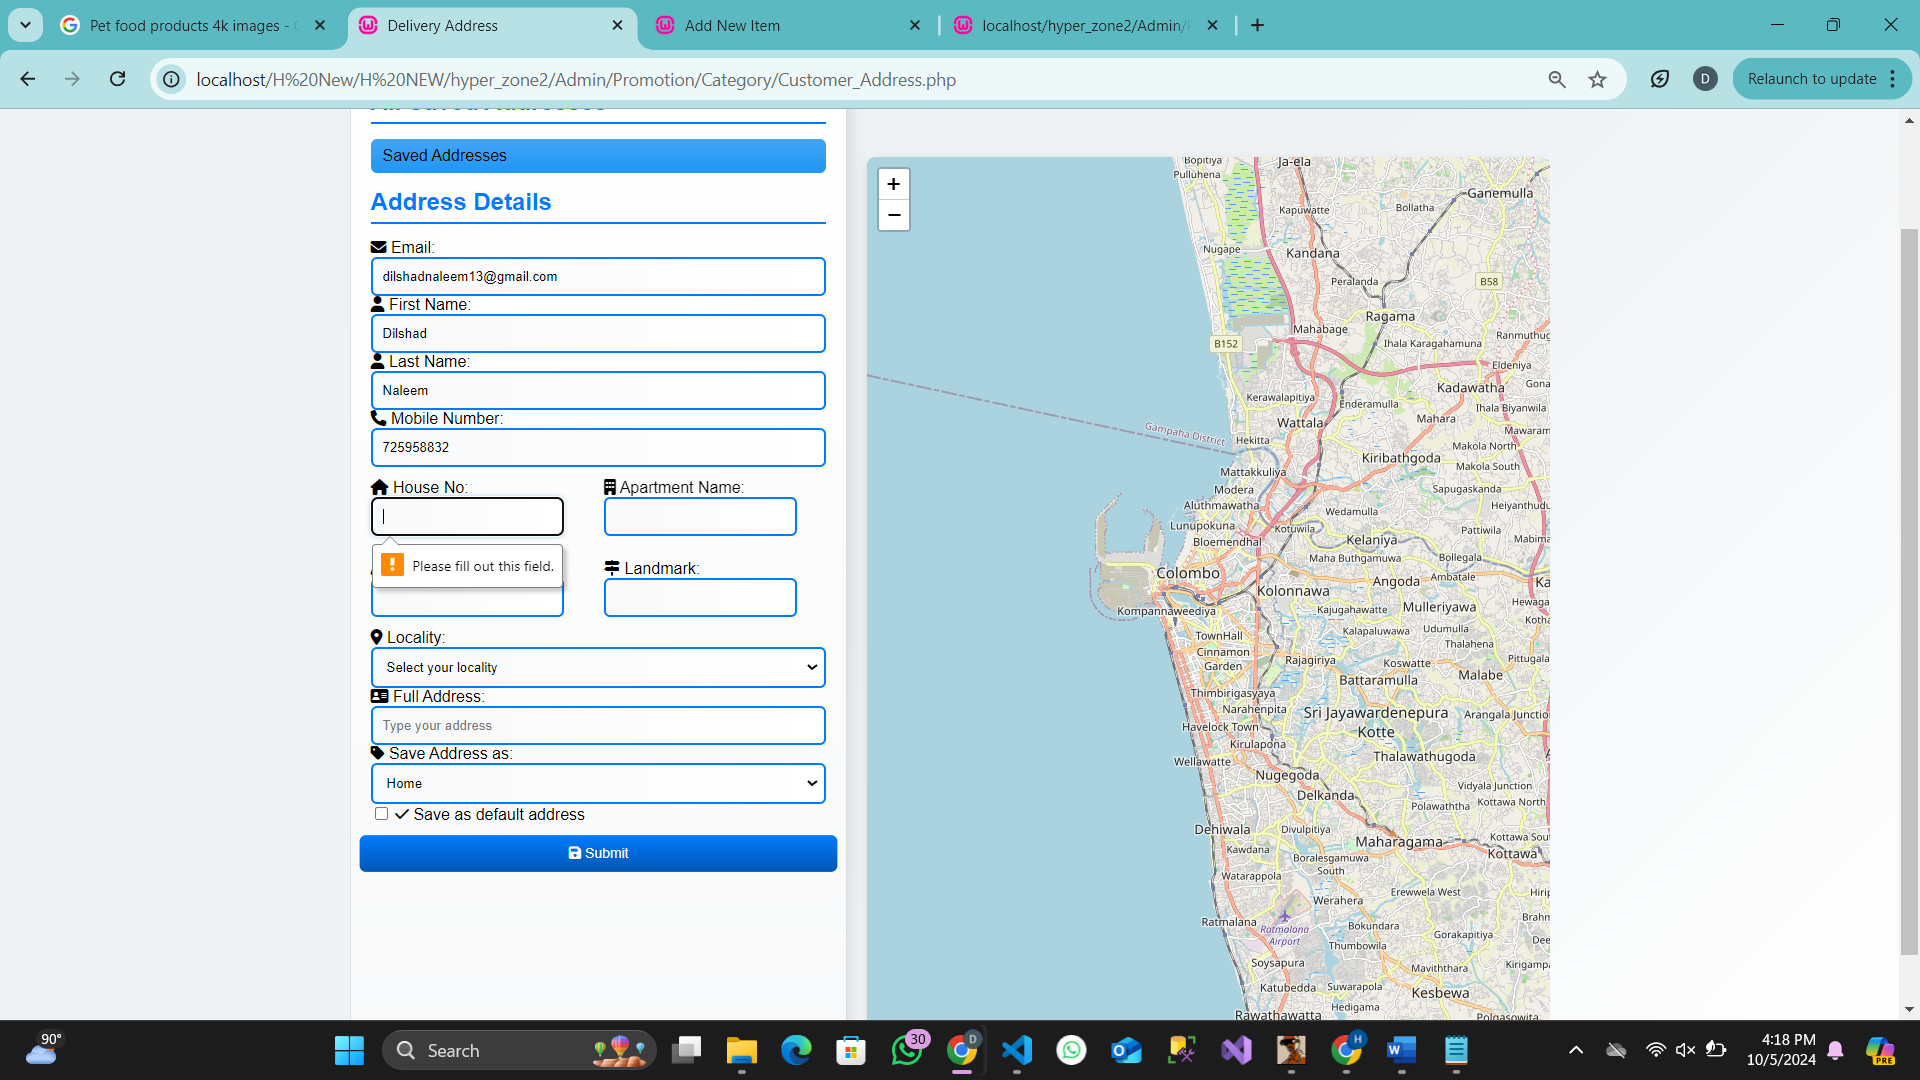 Pet food products 4k images -
Delivery Address
Add New Item
localhost/hyper_zone2/Admin/
localhost/H%20New/H%20NEW/hyper_zone2/Admin/Promotion/Category/Customer_Address.php
D
Relaunch to update
Saved Addresses
Address Details
Email:
dilshadnaleem13@gmail.com
First Name:
Dilshad
Last Name:
Naleem
Mobile Number:
725958832
House No:
Apartment Name:
Please fill out this field.
Landmark:
Locality:
Select your locality
Full Address:
Type your address
Save Address as:
Home
Save as default address
Submit
+
−
Bopitiya
Pulluhena
Ja-ela
Ganemulla
Bollatha
Kapuwatte
Nugape
Kandana
Peralanda
B58
Ragama
Mahabage
Ranmuthug
B152
Ihala Karagahamuna
Eldeniya
Kadawatha
Gona
Kerawalapitiya
Enderamulla
Ihala Biyanwila
Wattala
Mahara
Mawaram
Gampaha District
Hekitta
Makola North
Kiribathgoda
Makola South
Mattakkuliya
Modera
Sapugaskanda
Aluthmawatha
Heiyanthudu
Wedamulla
Lunupokuna
Kotuwila
Pattiwila
Mabim
Bloemendhal
Kelaniya
Maha Buthgamuwa
Bollegala
Colombo
Angoda
Ambatale
Ka
Kolonnawa
Hewaga
Kompannaweediya
Kajugahawatte
Mulleriyawa
Kotha
TownHall
Kalapaluwawa
Udumulla
Cinnamon
Garden
Rajagiriya
Koswatte
Thalahena
Pittugala
Battaramulla
Malabe
Thimbirigasyaya
Narahenpita
Sri Jayawardenepura
Kotte
Arangala Junctio
Havelock Town
Kirulapona
Thalawathugoda
Wellawatte
Nugegoda
Vidyala Junction
Delkanda
Polawaththa
Kottawa North
Dehiwala
Divulpitiya
Maharagama
Kottawa Sou
Kawdana
Boralesgamuwa
South
Kottawa
Watarappola
Erewwela West
Werahera
Hirip
Ratmalana
Bokundara
Brahm
Ratmalana
Airport
Gorakapitiya
Dee
Thumbowila
Soysapura
Maviththara
Kirigamp
Katubedda
Suwarapola
Kesbewa
Hedigama
Rawathawatta
Polgasowita
90°
Search
30
D
H
4:18 PM
10/5/2024
PRE